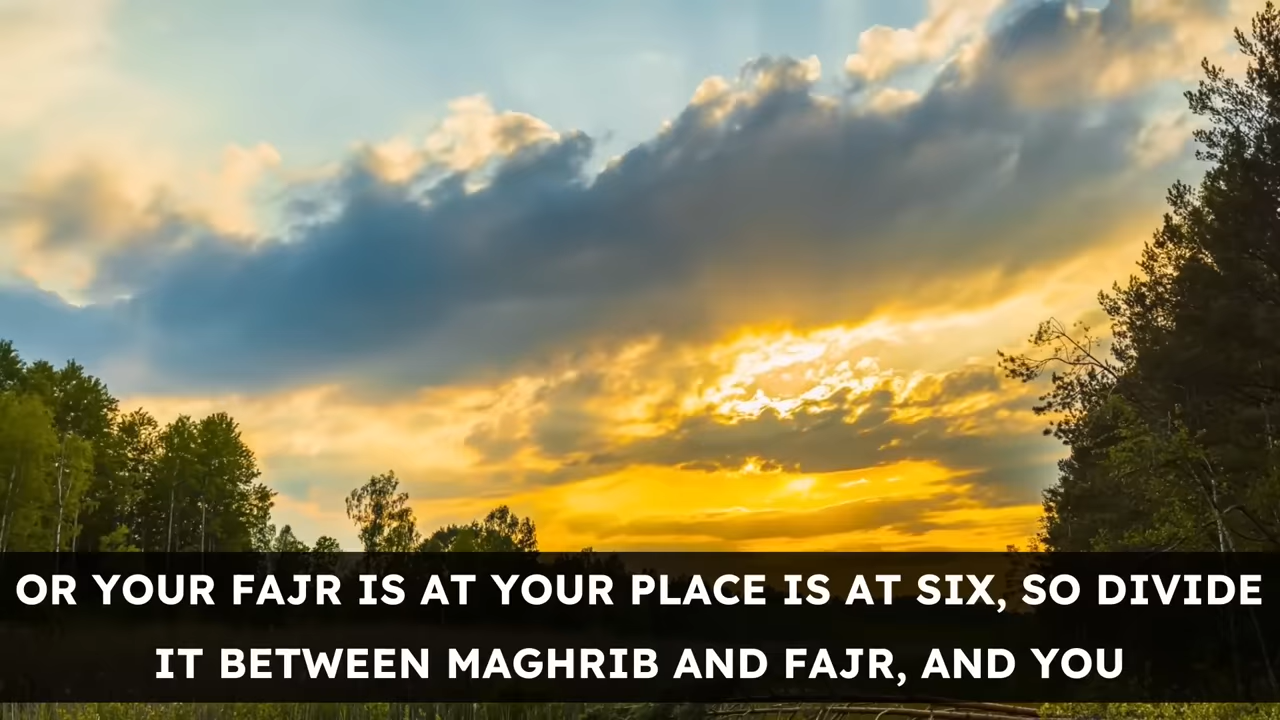 OR YOUR FAJR IS AT YOUR PLACE IS AT SIX, SO DIVIDE
IT BETWEEN MAGHRIB AND FAJR, AND YOU